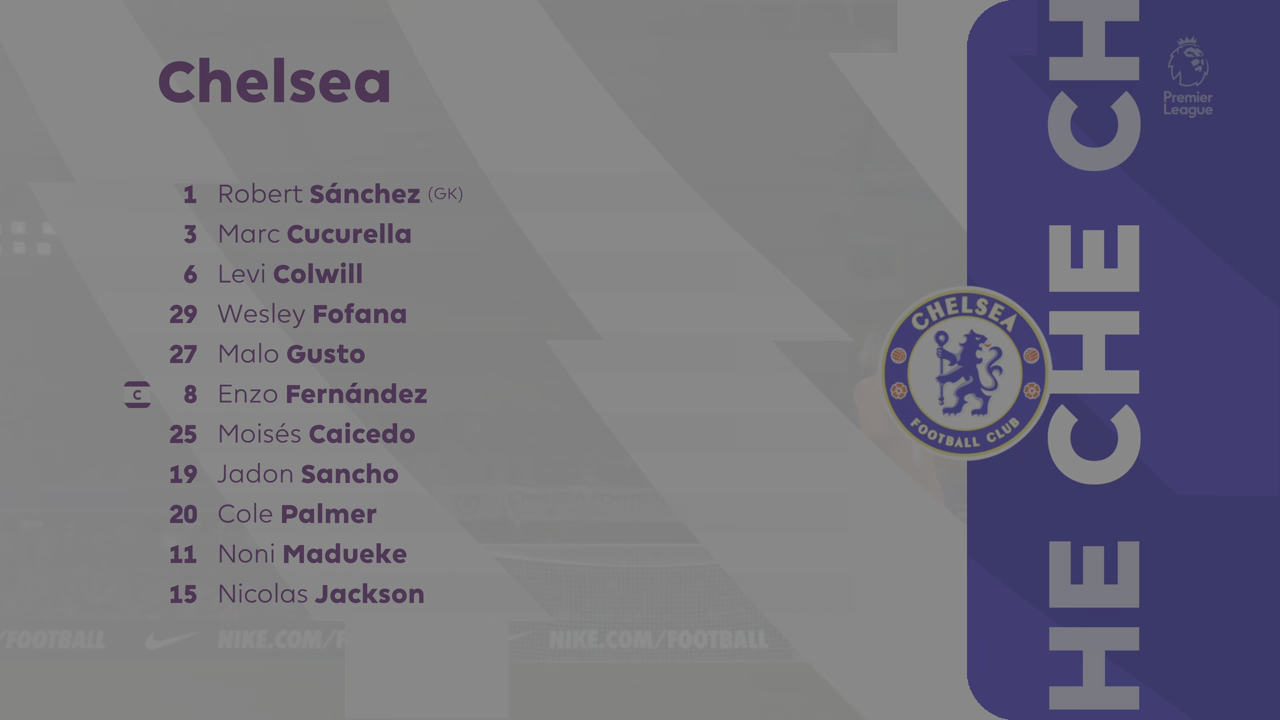 Chelsea
1 Robert Sánchez (GK)
3 Marc Cucurella
6 Levi Colwill
29 Wesley Fofana
27 Malo Gusto
C 8 Enzo Fernández
25 Moisés Caicedo
19 Jadon Sancho
20 Cole Palmer
11 Noni Madueke
15 Nicolas Jackson
/FOOTBALL
NIKE.COM/F
NIKE.COM/FOOTBALL
CHELSEA
FOOTBALL CLUB
HE CHE CH
Premier
League